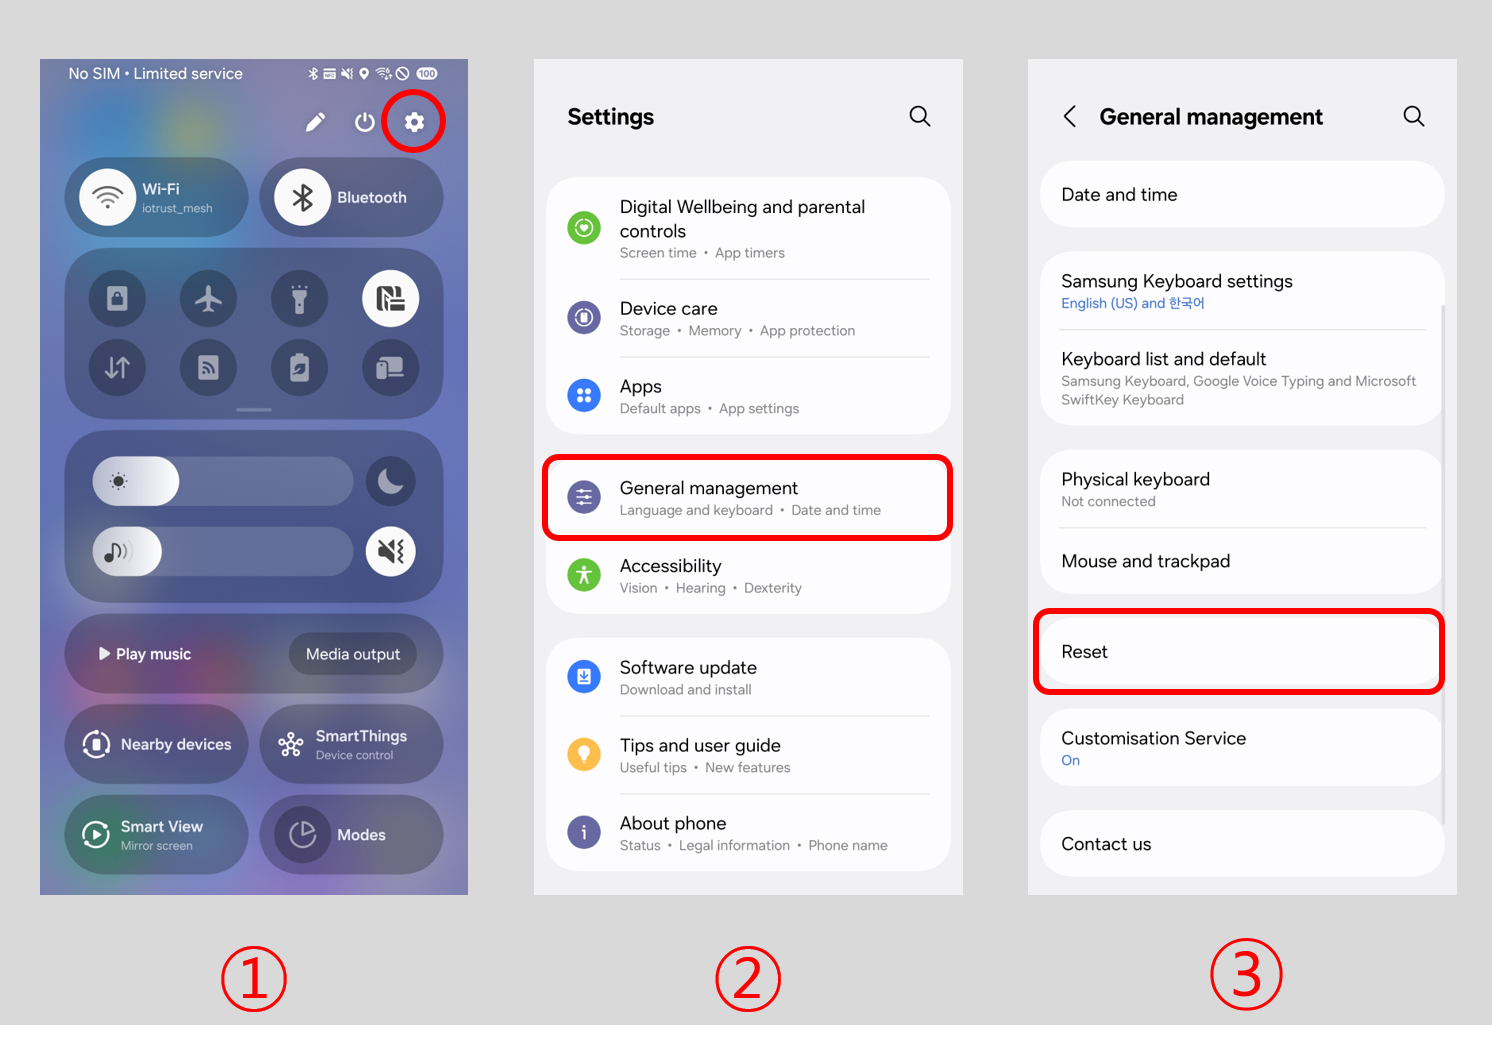 No SIM • Limited service
100
Wi-Fi
iotrust_mesh
Bluetooth
Play music
Media output
Nearby devices
SmartThings
Device control
Smart View
Mirror screen
Modes
①
Settings
Digital Wellbeing and parental
controls
Screen time • App timers
Device care
Storage • Memory • App protection
Apps
Default apps • App settings
General management
Language and keyboard • Date and time
Accessibility
Vision • Hearing • Dexterity
Software update
Download and install
Tips and user guide
Useful tips • New features
About phone
Status • Legal information • Phone name
②
General management
Date and time
Samsung Keyboard settings
English (US) and 한국어
Keyboard list and default
Samsung Keyboard, Google Voice Typing and Microsoft
SwiftKey Keyboard
Physical keyboard
Not connected
Mouse and trackpad
Reset
Customisation Service
On
Contact us
③